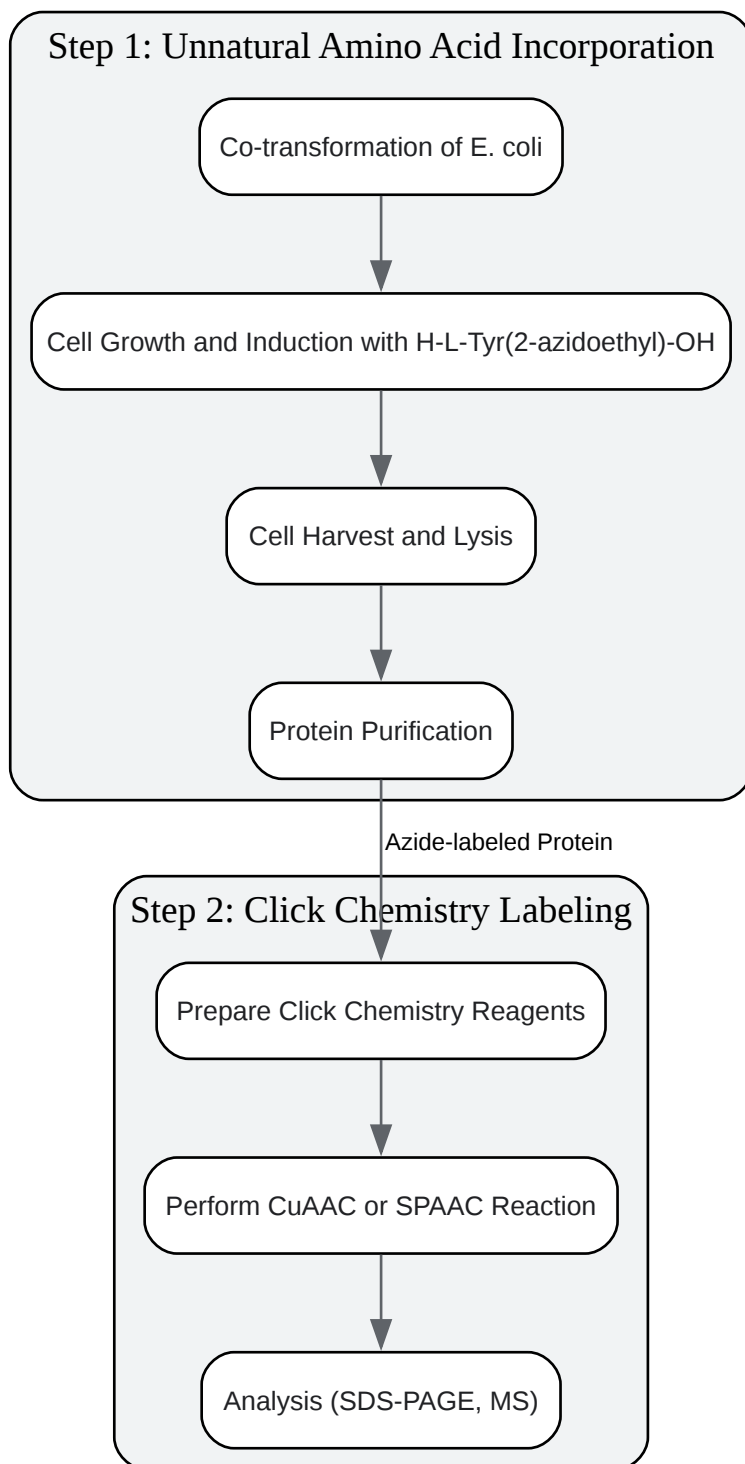 Step 1: Unnatural Amino Acid Incorporation
Co-transformation of E. coli
Cell Growth and Induction with H-L-Tyr(2-azidoethyl)-OH
Cell Harvest and Lysis
Protein Purification
Azide-labeled Protein
Step 2: Click Chemistry Labeling
Prepare Click Chemistry Reagents
Perform CuAAC or SPAAC Reaction
Analysis (SDS-PAGE, MS)